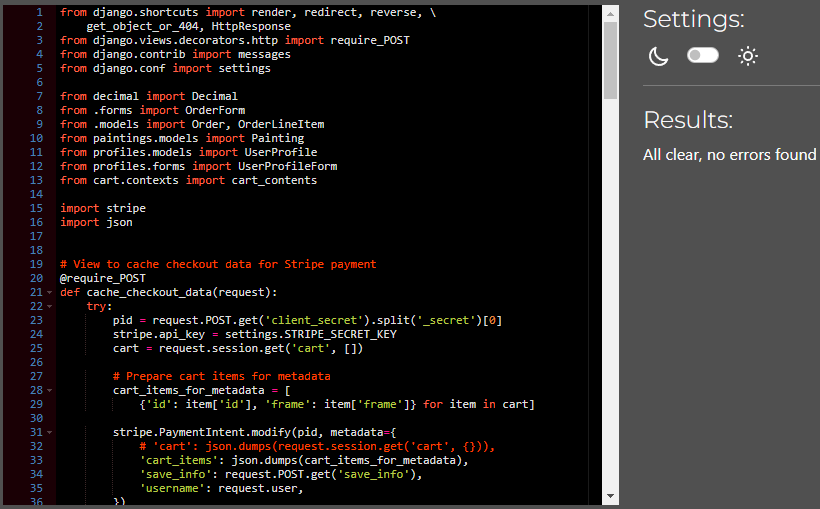 1 from django.shortcuts import render, redirect, reverse, \
2     get_object_or_404, HttpResponse
3 from django.views.decorators.http import require_POST
4 from django.contrib import messages
5 from django.conf import settings
6
7 from decimal import Decimal
8 from .forms import OrderForm
9 from .models import Order, OrderLineItem
10 from paintings.models import Painting
11 from profiles.models import UserProfile
12 from profiles.forms import UserProfileForm
13 from cart.contexts import cart_contents
14
15 import stripe
16 import json
17
18
19 # View to cache checkout data for Stripe payment
20 @require_POST
21 def cache_checkout_data(request):
22     try:
23         pid = request.POST.get('client_secret').split('_secret')[0]
24         stripe.api_key = settings.STRIPE_SECRET_KEY
25         cart = request.session.get('cart', [])
26
27         # Prepare cart items for metadata
28         cart_items_for_metadata = [
29             {'id': item['id'], 'frame': item['frame']} for item in cart]
30
31         stripe.PaymentIntent.modify(pid, metadata={
32             # 'cart': json.dumps(request.session.get('cart', {})),
33             'cart_items': json.dumps(cart_items_for_metadata),
34             'save_info': request.POST.get('save_info'),
35             'username': request.user,
36         })
Settings:
Results:
All clear, no errors found